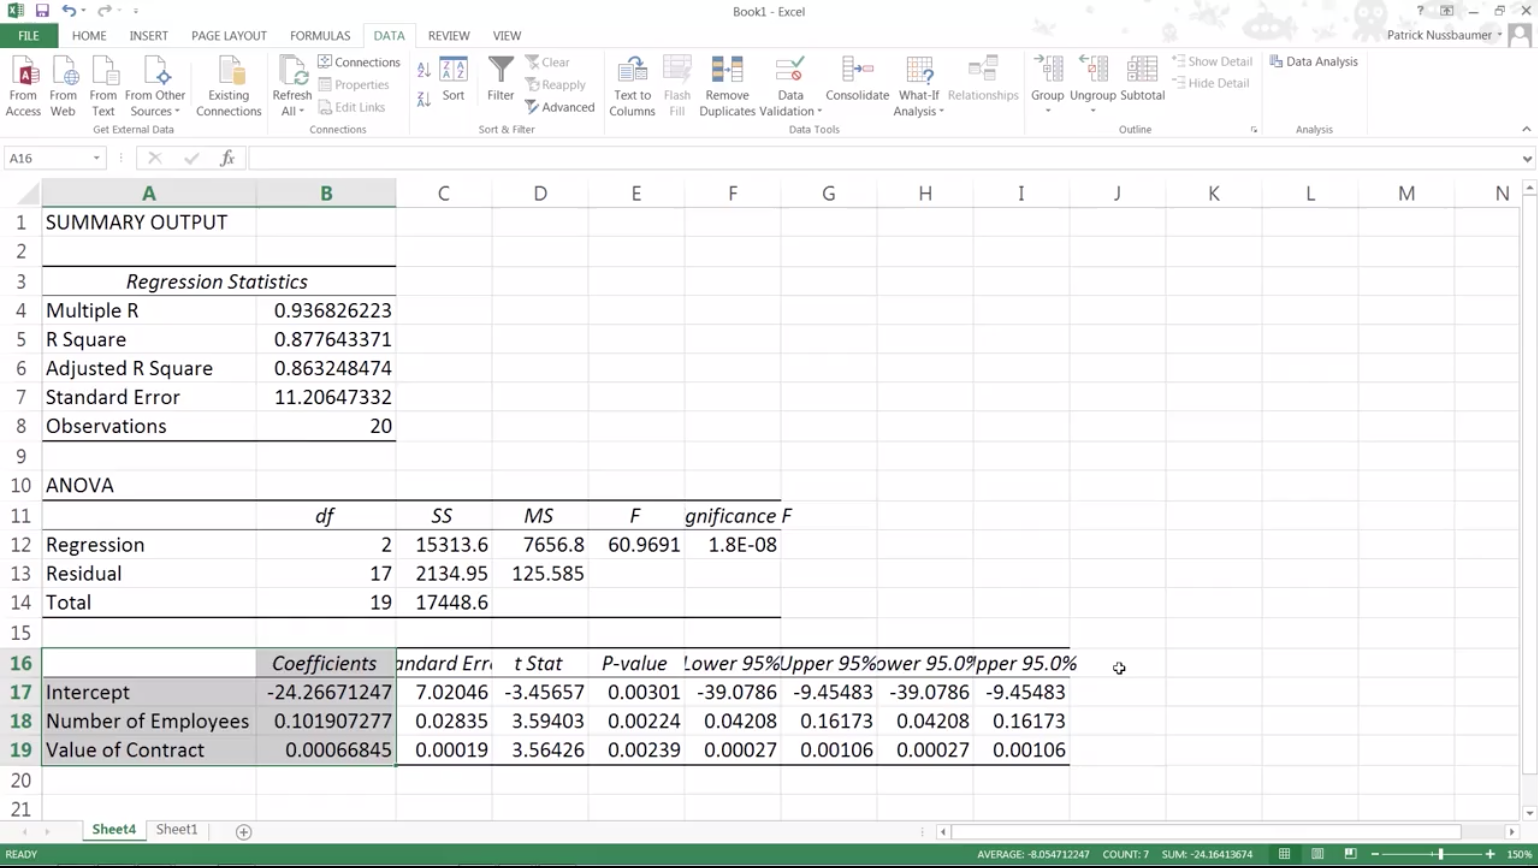 Book1 - Excel
FILE HOME INSERT PAGE LAYOUT FORMULAS DATA REVIEW VIEW Patrick Nussbaumer
From Access
From Web
From Text
From Other Sources
Existing Connections
Get External Data
Refresh All
Connections
Properties
Edit Links
Connections
Sort
Filter
Clear
Reapply
Advanced
Sort & Filter
Text to Columns
Flash Fill
Remove Duplicates
Data Validation
Consolidate
What-If Analysis
Relationships
Data Tools
Group
Ungroup
Subtotal
Show Detail
Hide Detail
Outline
Data Analysis
Analysis
A16 fx
A B C D E F G H I J K L M N
1 SUMMARY OUTPUT
2
3 Regression Statistics
4 Multiple R 0.936826223
5 R Square 0.877643371
6 Adjusted R Square 0.863248474
7 Standard Error 11.20647332
8 Observations 20
9
10 ANOVA
11 df SS MS F gnificance F
12 Regression 2 15313.6 7656.8 60.9691 1.8E-08
13 Residual 17 2134.95 125.585
14 Total 19 17448.6
15
16 Coefficients andard Erro t Stat P-value Lower 95% Upper 95% ower 95.0% pper 95.0%
17 Intercept -24.26671247 7.02046 -3.45657 0.00301 -39.0786 -9.45483 -39.0786 -9.45483
18 Number of Employees 0.101907277 0.02835 3.59403 0.00224 0.04208 0.16173 0.04208 0.16173
19 Value of Contract 0.00066845 0.00019 3.56426 0.00239 0.00027 0.00106 0.00027 0.00106
20
21
Sheet4 Sheet1
READY AVERAGE: -8.054712247 COUNT: 7 SUM: -24.16413674 150%